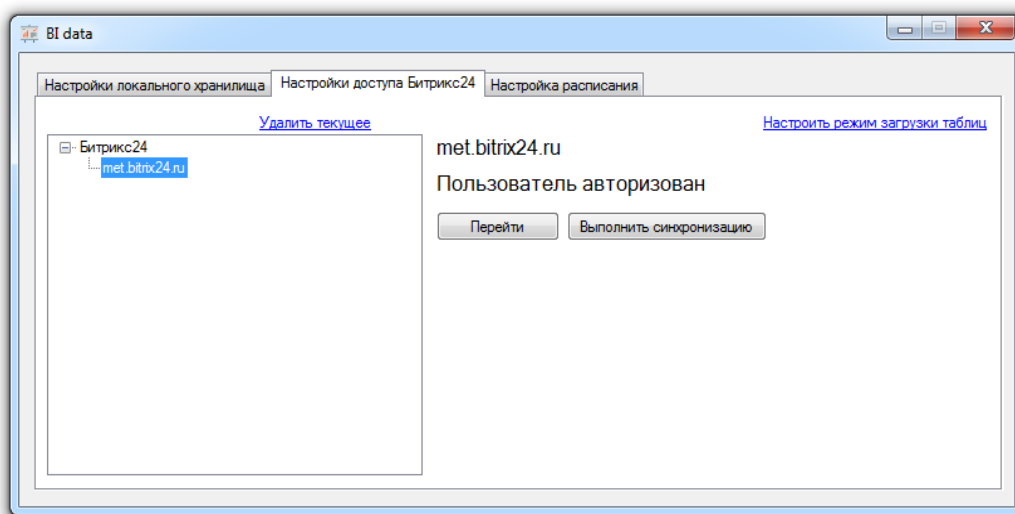 BI data
Настройки локального хранилища Настройки доступа Битрикс24 Настройка расписания
Удалить текущее Настроить режим загрузки таблиц
Битрикс24
met.bitrix24.ru
met.bitrix24.ru
Пользователь авторизован
Перейти Выполнить синхронизацию